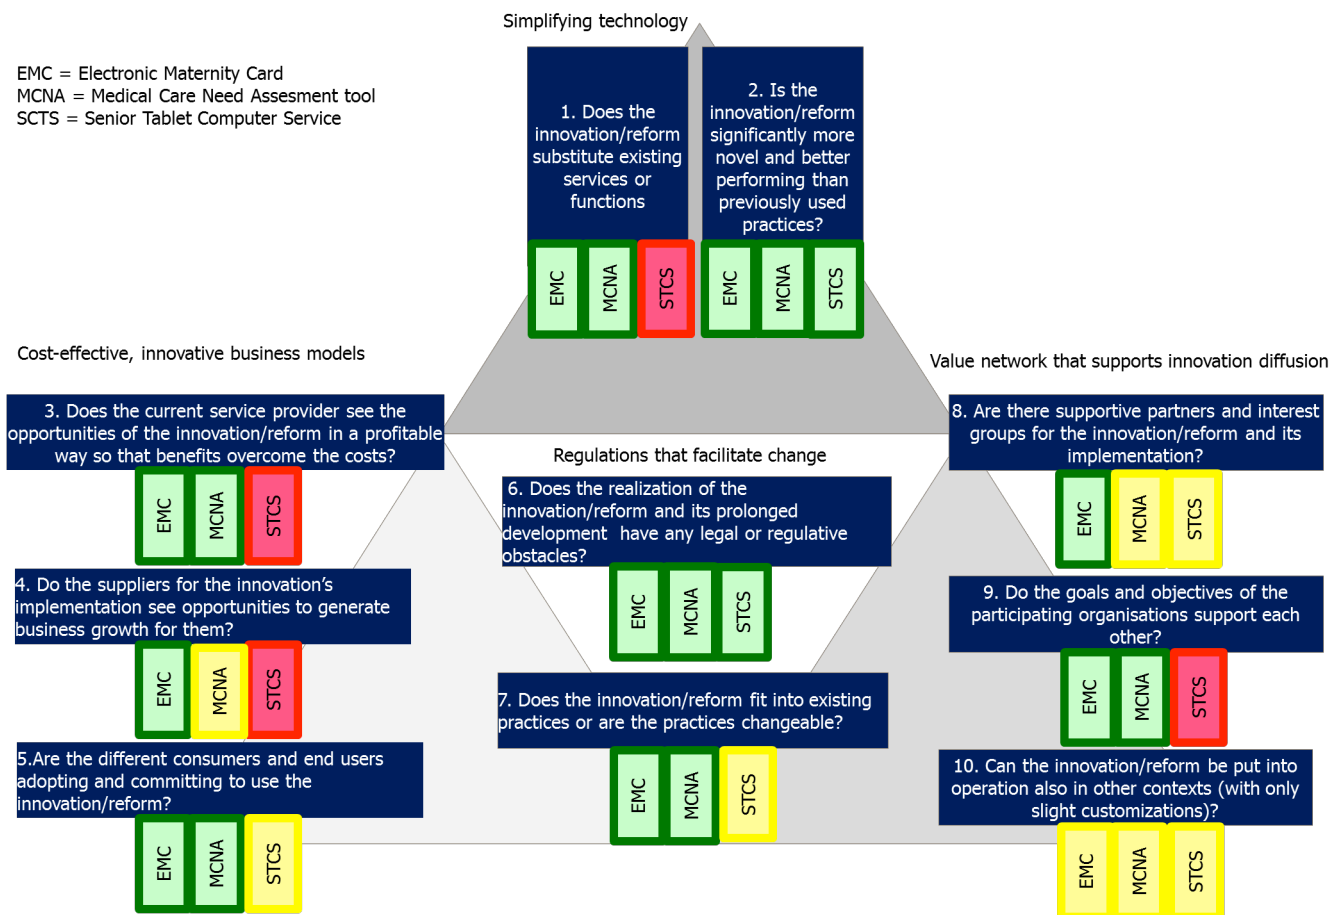 Simplifying technology
EMC = Electronic Maternity Card
MCNA = Medical Care Need Assesment tool
SCTS = Senior Tablet Computer Service
1. Does the
innovation/reform
substitute existing
services or
functions
EMC
MCNA
STCS
2. Is the
innovation/reform
significantly more
novel and better
performing than
previously used
practices?
EMC
MCNA
STCS
Cost-effective, innovative business models
3. Does the current service provider see the
opportunities of the innovation/reform in a profitable
way so that benefits overcome the costs?
EMC
MCNA
STCS
4. Do the suppliers for the innovation’s
implementation see opportunities to generate
business growth for them?
EMC
MCNA
STCS
5.Are the different consumers and end users
adopting and committing to use the
innovation/reform?
EMC
MCNA
STCS
Regulations that facilitate change
6. Does the realization of the
innovation/reform and its prolonged
development have any legal or regulative
obstacles?
EMC
MCNA
STCS
7. Does the innovation/reform fit into existing
practices or are the practices changeable?
EMC
MCNA
STCS
Value network that supports innovation diffusion
8. Are there supportive partners and interest
groups for the innovation/reform and its
implementation?
EMC
MCNA
STCS
9. Do the goals and objectives of the
participating organisations support each
other?
EMC
MCNA
STCS
10. Can the innovation/reform be put into
operation also in other contexts (with only
slight customizations)?
EMC
MCNA
STCS